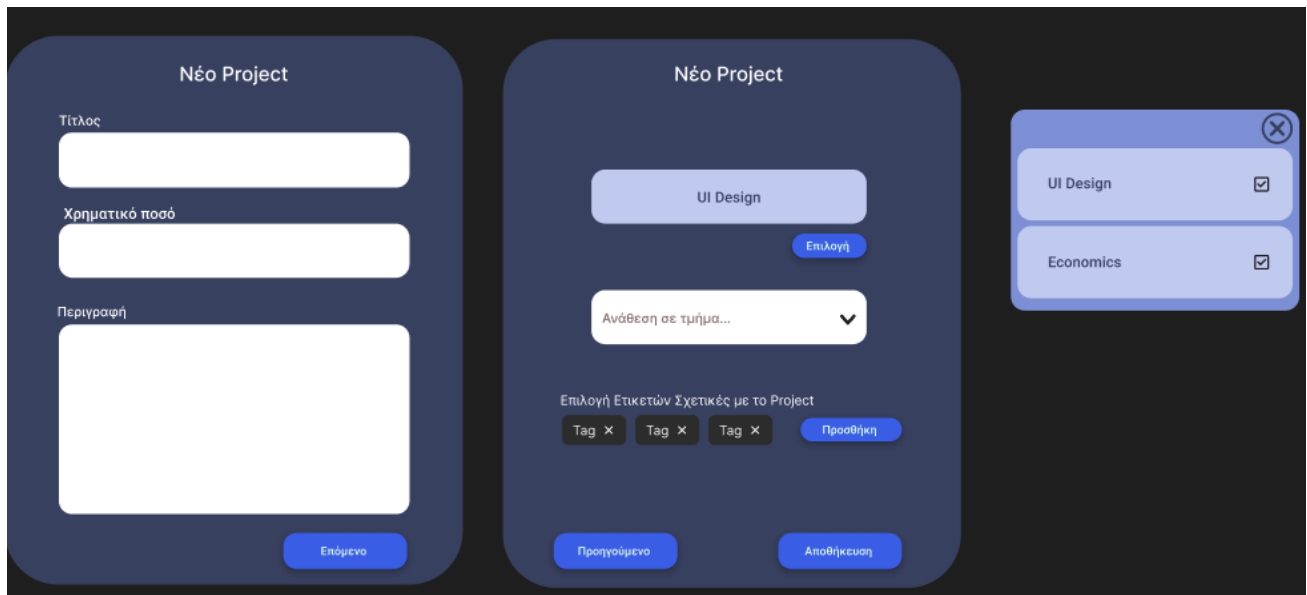 Νέο Project
Τίτλος
Χρηματικό ποσό
Περιγραφή
Επόμενο
Νέο Project
UI Design
Επιλογή
Ανάθεση σε τμήμα...
Επιλογή Ετικετών Σχετικές με το Project
Tag × Tag × Tag × Προσθήκη
Προηγούμενο Αποθήκευση
UI Design
Economics